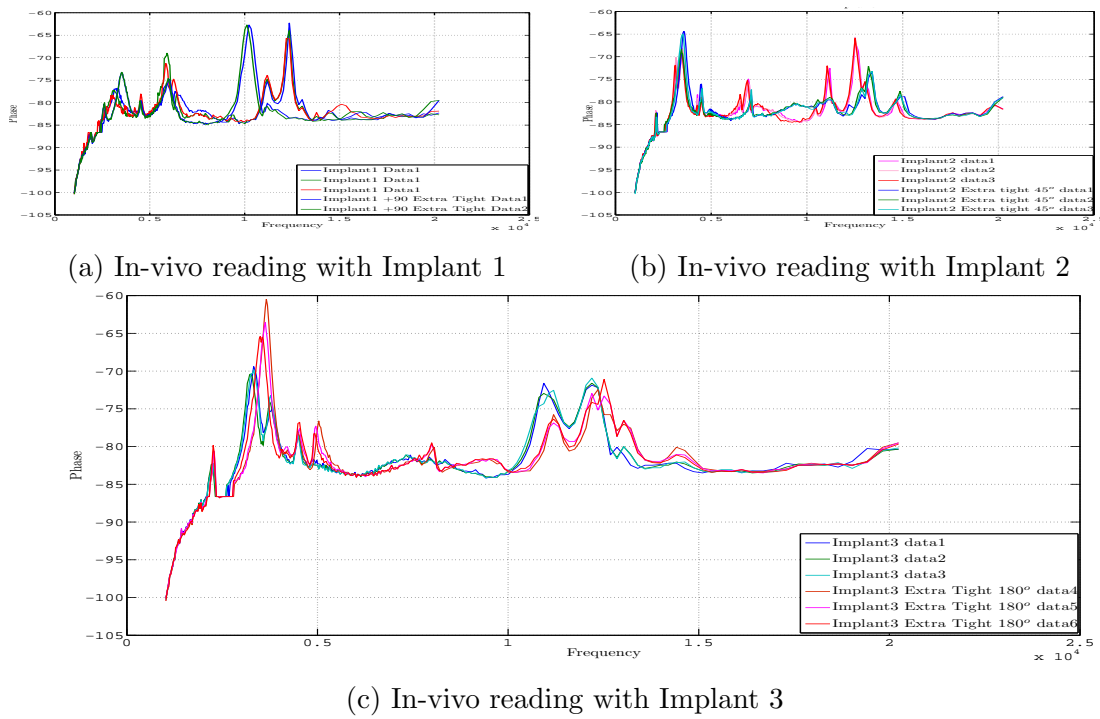 −60
−65
−70
−75
−80
−85
−90
−95
−100
−105
Phase
0
0.5
1
1.5
2
2.5
x 10⁴
Frequency
Implant1 Data1
Implant1 Data1
Implant1 Data1
Implant1 +90 Extra Tight Data1
Implant1 +90 Extra Tight Data2
(a) In-vivo reading with Implant 1
−60
−65
−70
−75
−80
−85
−90
−95
−100
−105
Phase
0
0.5
1
1.5
2
2.5
x 10⁴
Frequency
Implant2 data1
Implant2 data2
Implant2 data3
Implant2 Extra tight 45° data1
Implant2 Extra tight 45° data2
Implant2 Extra tight 45° data3
(b) In-vivo reading with Implant 2
−60
−65
−70
−75
−80
−85
−90
−95
−100
−105
Phase
0
0.5
1
1.5
2
2.5
x 10⁴
Frequency
Implant3 data1
Implant3 data2
Implant3 data3
Implant3 Extra Tight 180° data4
Implant3 Extra Tight 180° data5
Implant3 Extra Tight 180° data6
(c) In-vivo reading with Implant 3